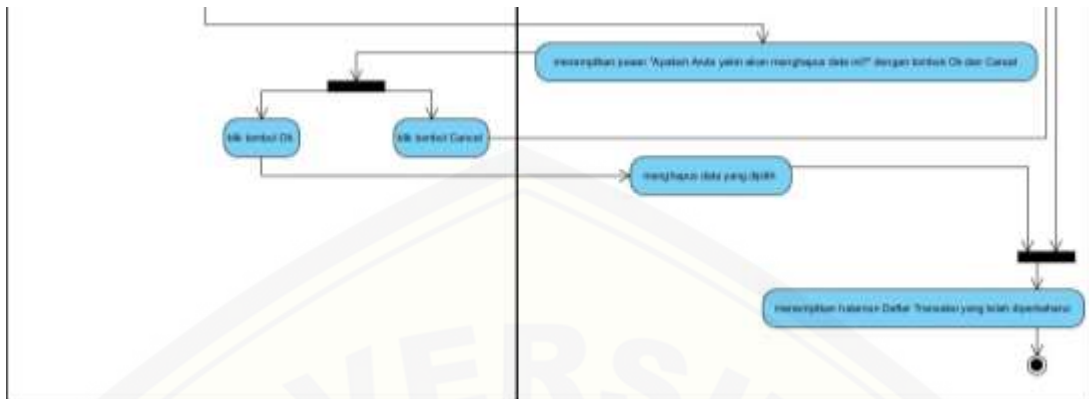 menampilkan pesan "Apakah Anda yakin akan menghapus data ini?" dengan tombol Ok dan Cancel
klik tombol Ok
klik tombol Cancel
menghapus data yang dipilih
menampilkan halaman Daftar Transaksi yang telah diperbaharui
VERSI